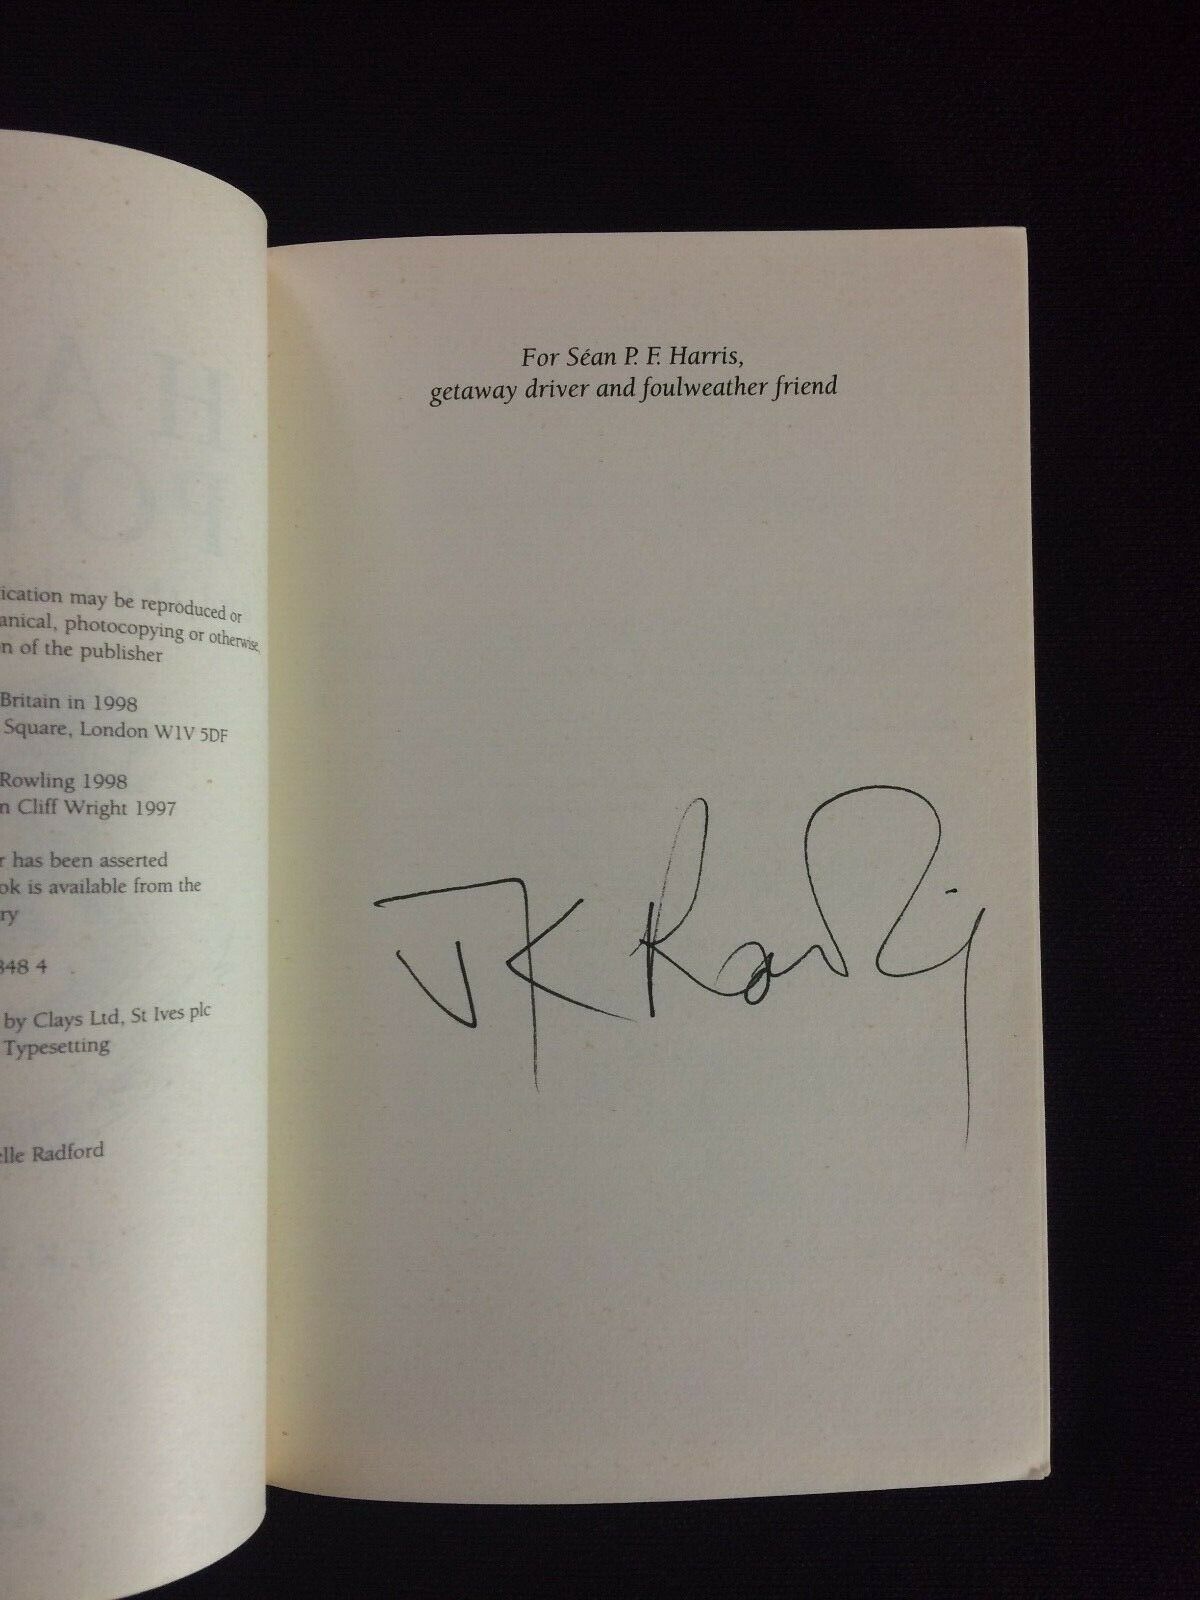 ication may be reproduced or
anical, photocopying or otherwise,
n of the publisher
Britain in 1998
Square, London W1V 5DF
Rowling 1998
n Cliff Wright 1997
r has been asserted
ok is available from the
ry
348 4
by Clays Ltd, St Ives plc
Typesetting
elle Radford
For Séan P. F. Harris,
getaway driver and foulweather friend
JK Rowling